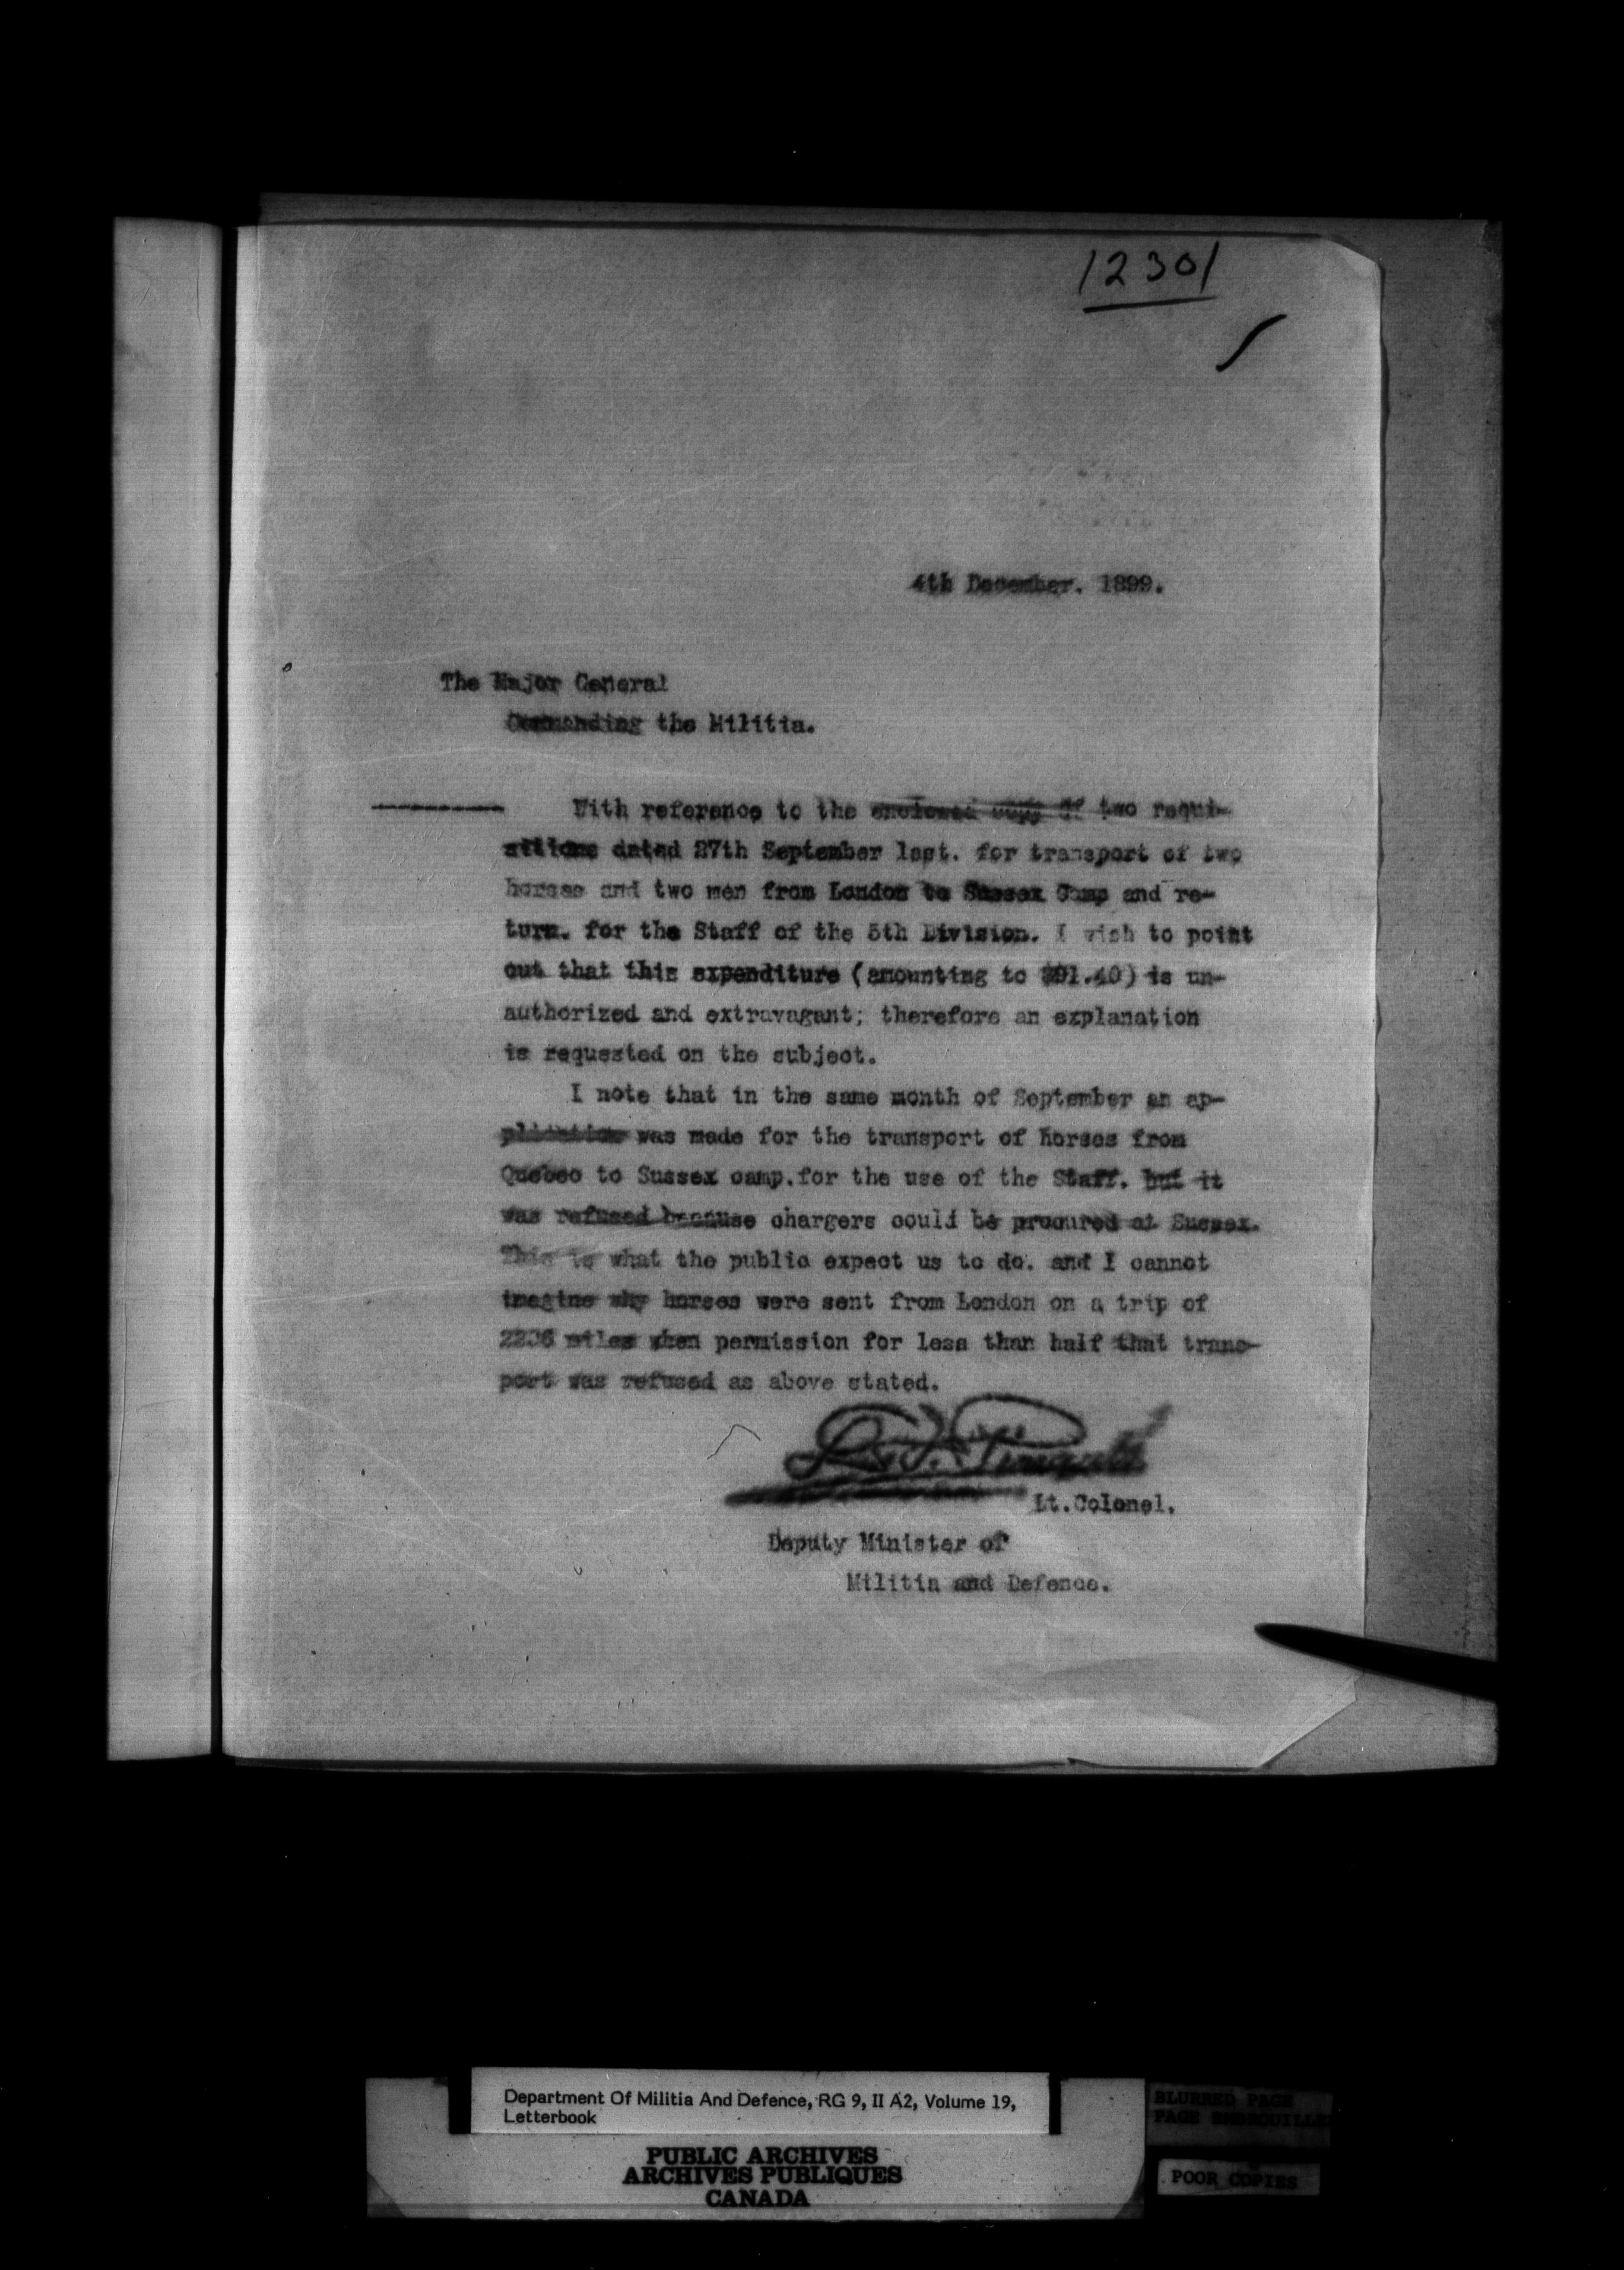 12301
4th December. 1899.
The Major General
Commanding the Militia.
With reference to the enclosed copy of two requi-
sitions dated 27th September last. for transport of two
horses and two men from London to Sussex Camp and re-
turn. for the Staff of the 5th Division. I wish to point
out that this expenditure (amounting to $91.40) is un-
authorized and extravagant; therefore an explanation
is requested on the subject.
I note that in the same month of September an ap-
plication was made for the transport of horses from
Quebec to Sussex camp.for the use of the Staff. but it
was refused because chargers could be procured at Sussex.
This is what the public expect us to do. and I cannot
imagine why horses were sent from London on a trip of
miles when permission for less than half that trans-
port was refused as above stated.
Lt.Colonel.
Deputy Minister of
Militia and Defence.
Department Of Militia And Defence, RG 9, II A2, Volume 19,
Letterbook
PUBLIC ARCHIVES
ARCHIVES PUBLIQUES
CANADA
BLURRED PAGE
PAGE EMBROUILLE
POOR COPIES